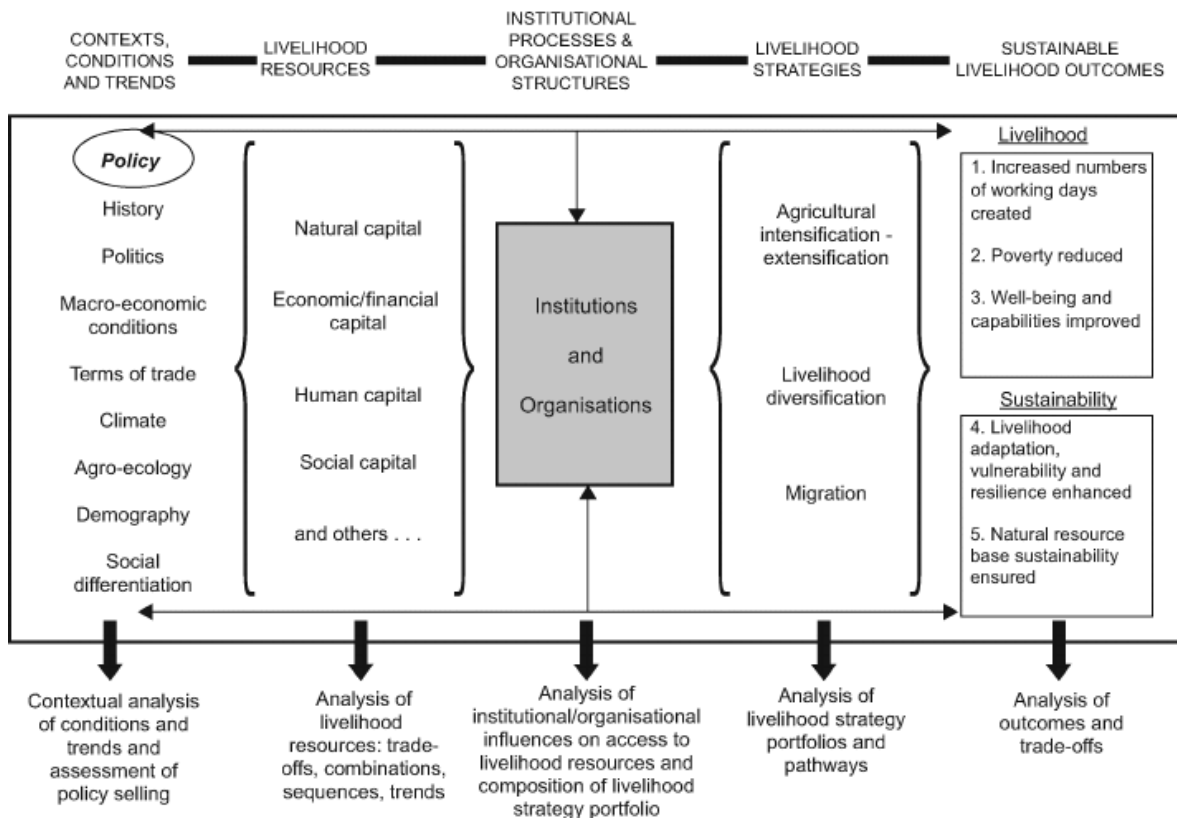 CONTEXTS,
CONDITIONS
AND TRENDS
LIVELIHOOD
RESOURCES
INSTITUTIONAL
PROCESSES &
ORGANISATIONAL
STRUCTURES
LIVELIHOOD
STRATEGIES
SUSTAINABLE
LIVELIHOOD OUTCOMES
Policy
History
Politics
Macro-economic
conditions
Terms of trade
Climate
Agro-ecology
Demography
Social
differentiation
Natural capital
Economic/financial
capital
Human capital
Social capital
and others . . .
Institutions
and
Organisations
Agricultural
intensification -
extensification
Livelihood
diversification
Migration
Livelihood
1. Increased numbers
of working days
created
2. Poverty reduced
3. Well-being and
capabilities improved
Sustainability
4. Livelihood
adaptation,
vulnerability and
resilience enhanced
5. Natural resource
base sustainability
ensured
Contextual analysis
of conditions and
trends and
assessment of
policy selling
Analysis of
livelihood
resources: trade-
offs, combinations,
sequences, trends
Analysis of
institutional/organisational
influences on access to
livelihood resources and
composition of livelihood
strategy portfolio
Analysis of
livelihood strategy
portfolios and
pathways
Analysis of
outcomes and
trade-offs